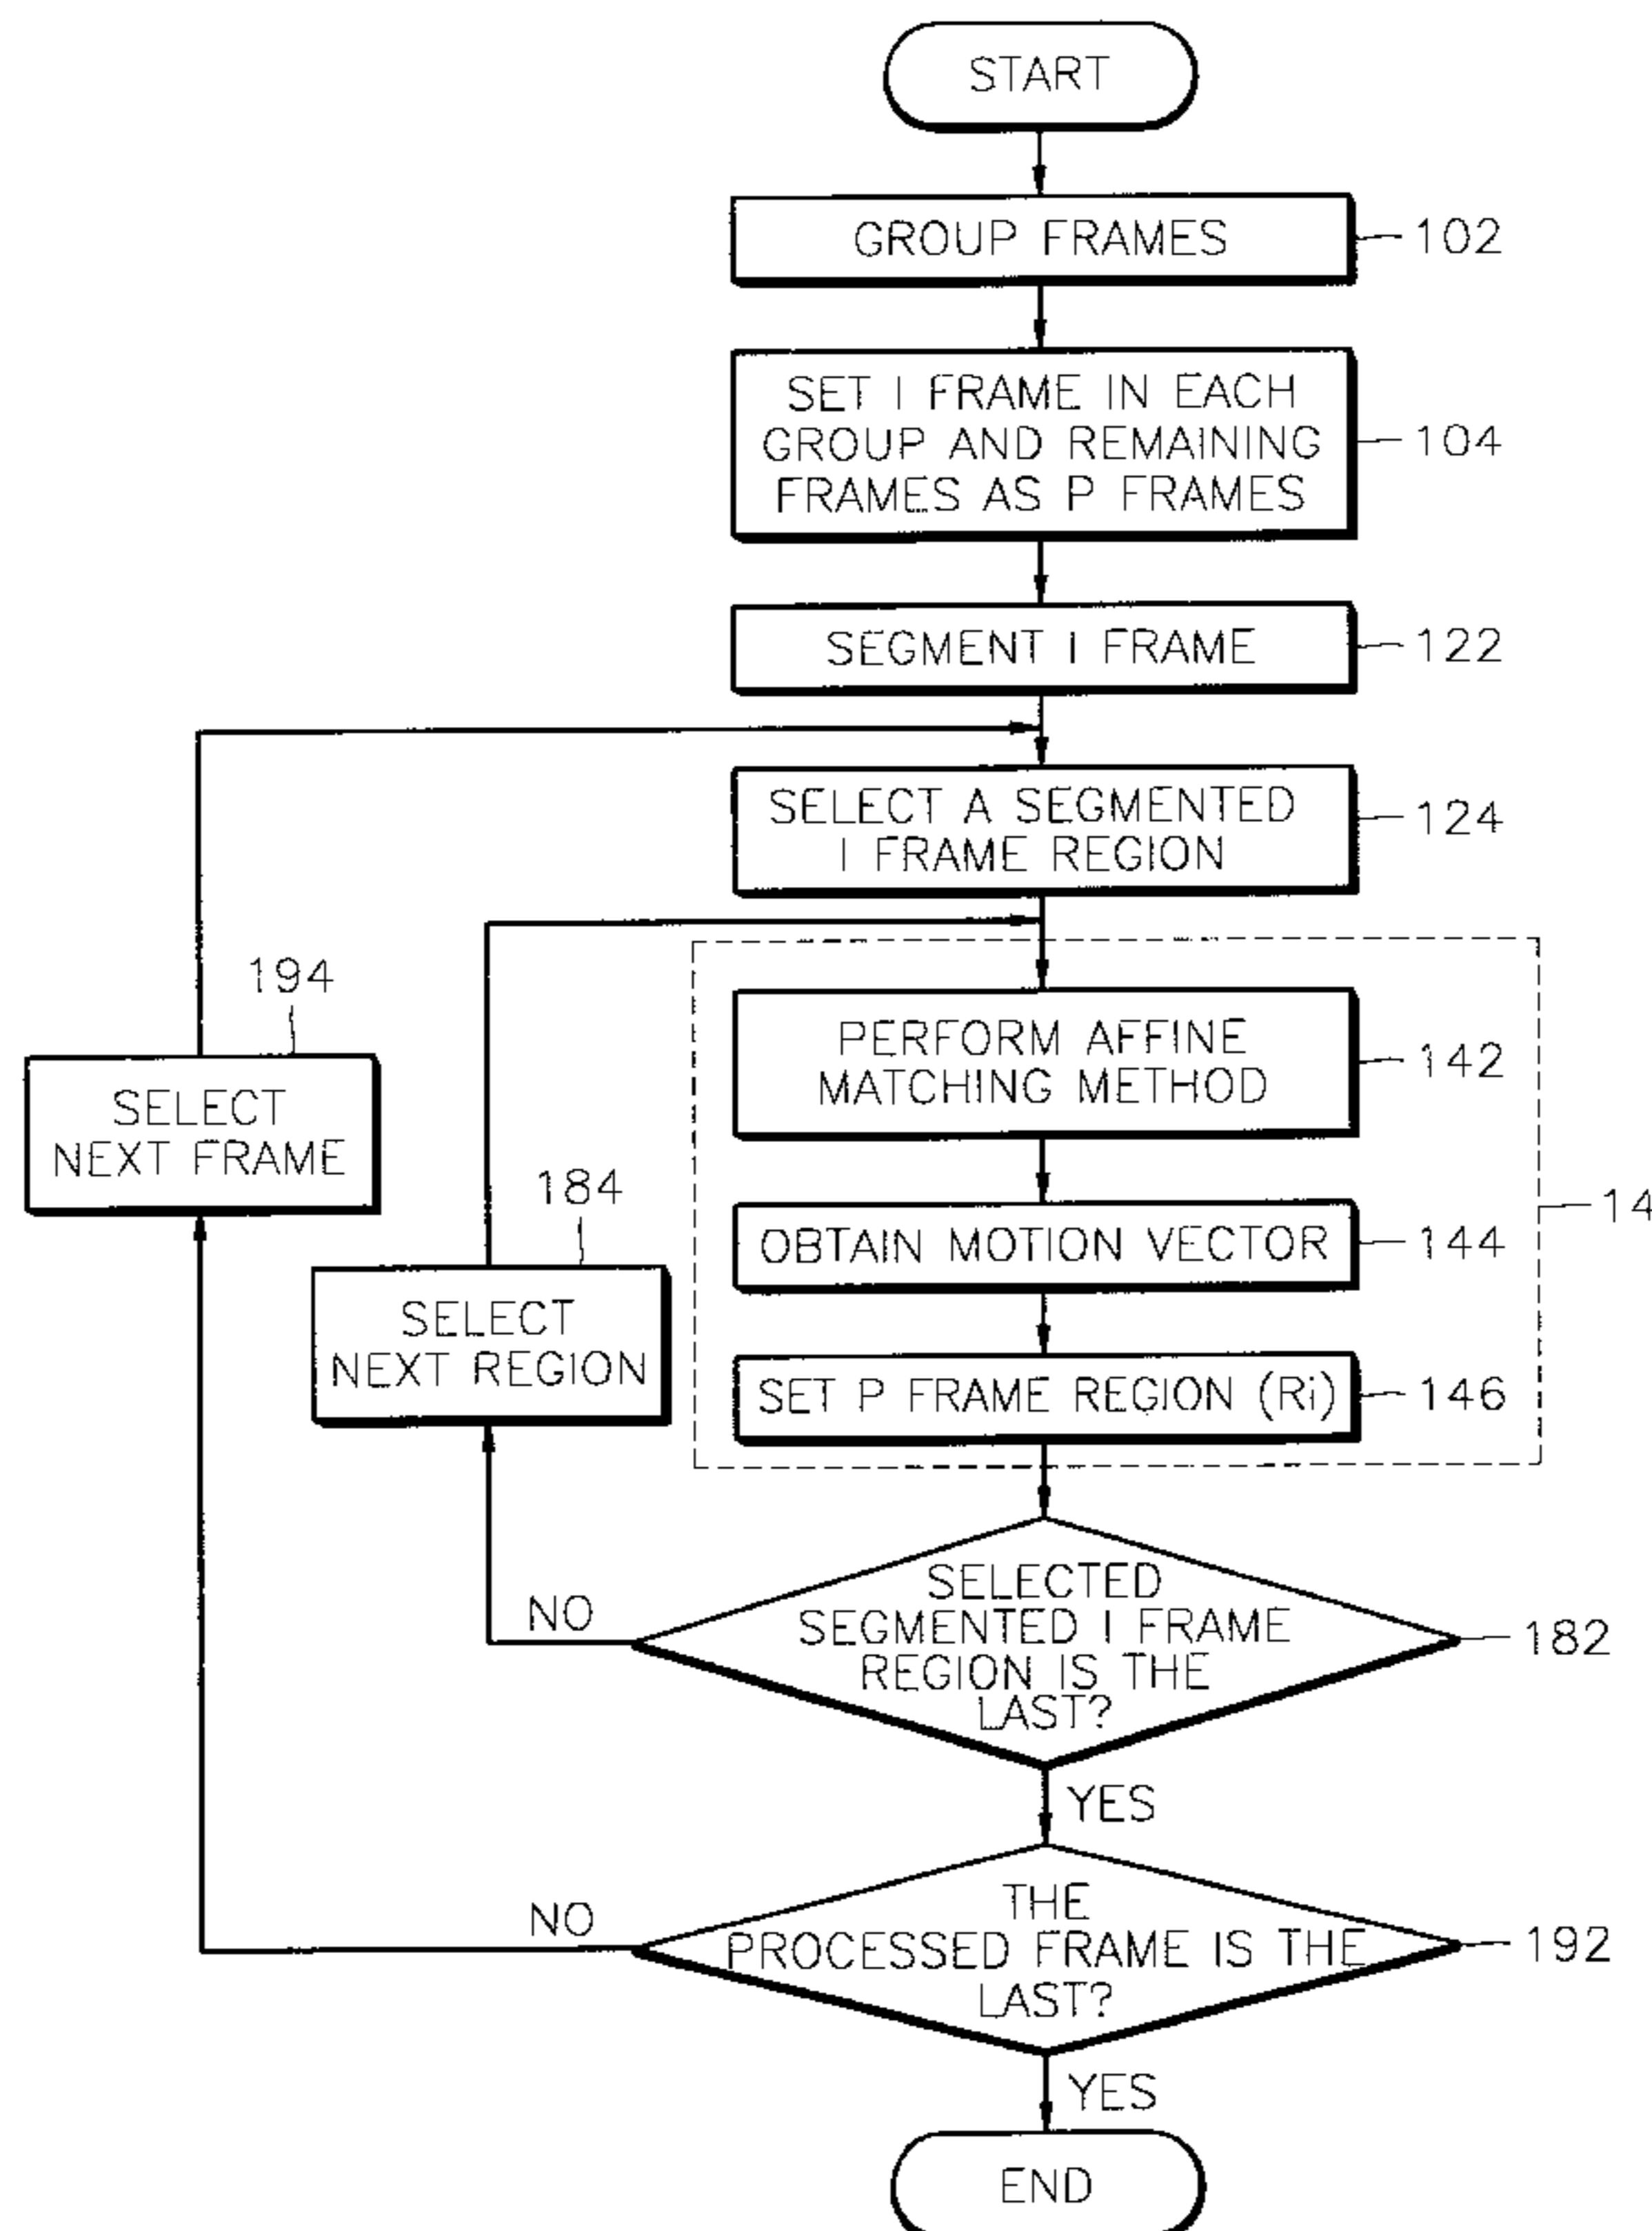 START
GROUP FRAMES
102
SET I FRAME IN EACH
GROUP AND REMAINING
FRAMES AS P FRAMES
104
SEGMENT I FRAME
122
SELECT A SEGMENTED
I FRAME REGION
124
194
SELECT
NEXT FRAME
PERFORM AFFINE
MATCHING METHOD
142
184
SELECT
NEXT REGION
OBTAIN MOTION VECTOR
144
14
SET P FRAME REGION (Ri)
146
SELECTED
SEGMENTED I FRAME
REGION IS THE
LAST?
182
NO
YES
THE
PROCESSED FRAME IS THE
LAST?
192
NO
YES
END